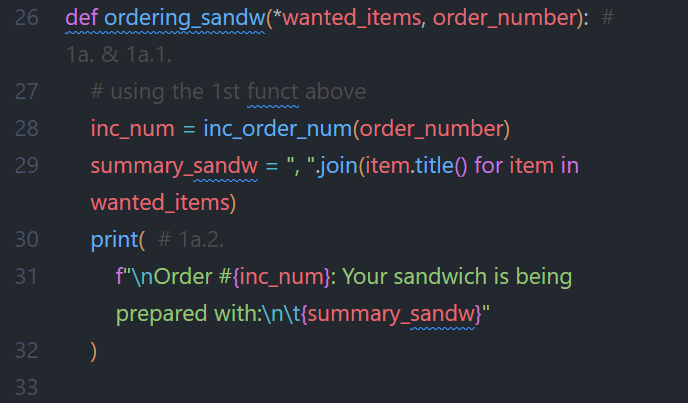 26 def ordering_sandw(*wanted_items, order_number): #
1a. & 1a.1.
27 # using the 1st funct above
28 inc_num = inc_order_num(order_number)
29 summary_sandw = ", ".join(item.title() for item in
wanted_items)
30 print( # 1a.2.
31 f"\nOrder #{inc_num}: Your sandwich is being
prepared with:\n\t{summary_sandw}"
32 )
33